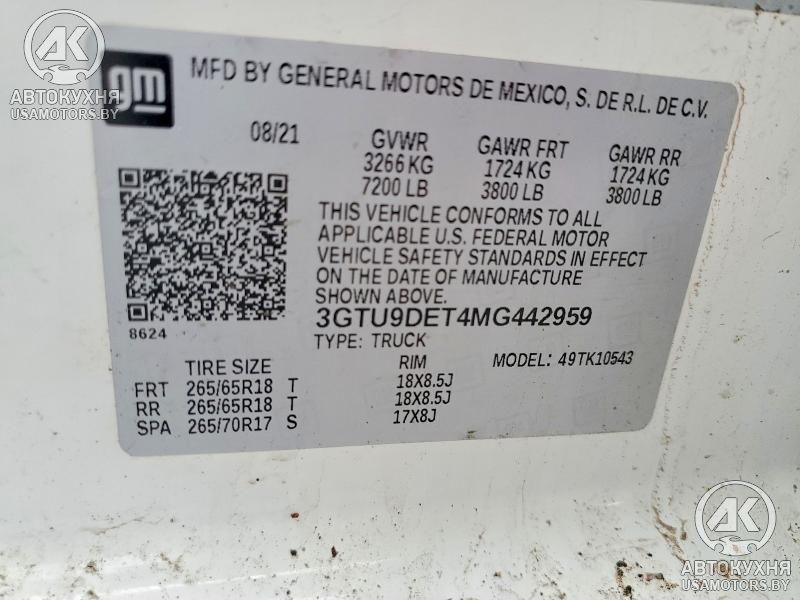 AK
АВТОКУХНЯ
USAMOTORS.BY
gm
MFD BY GENERAL MOTORS DE MEXICO, S. DE R.L. DE C.V.
08/21
GVWR
3266 KG
7200 LB
GAWR FRT
1724 KG
3800 LB
GAWR RR
1724 KG
3800 LB
THIS VEHICLE CONFORMS TO ALL
APPLICABLE U.S. FEDERAL MOTOR
VEHICLE SAFETY STANDARDS IN EFFECT
ON THE DATE OF MANUFACTURE
SHOWN ABOVE.
8624
3GTU9DET4MG442959
TYPE: TRUCK
MODEL: 49TK10543
TIRE SIZE RIM
FRT 265/65R18 T 18X8.5J
RR 265/65R18 T 18X8.5J
SPA 265/70R17 S 17X8J
AK
АВТОКУХНЯ
USAMOTORS.BY